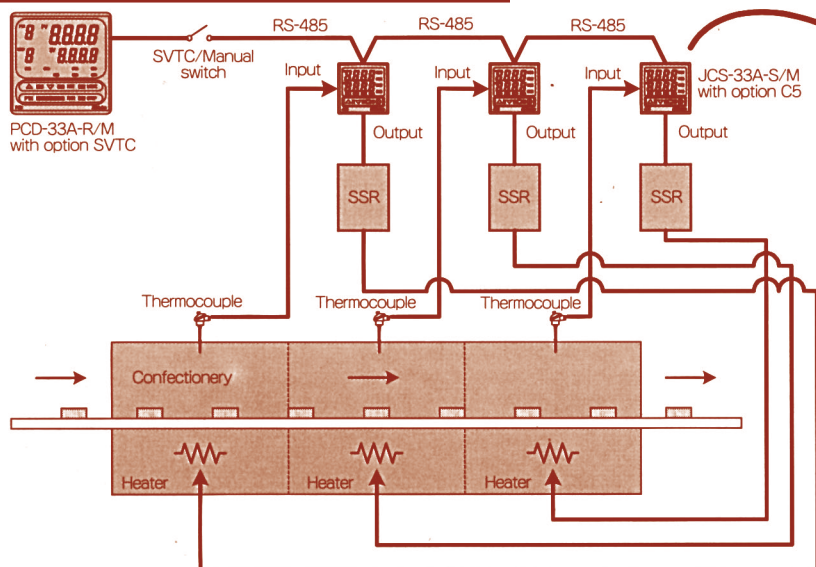 RS-485
RS-485
RS-485
SVTC/Manual
switch
Input
Input
Input
JCS-33A-S/M
with option C5
PCD-33A-R/M
with option SVTC
Output
Output
Output
SSR
SSR
SSR
Thermocouple
Thermocouple
Thermocouple
Confectionery
Heater
Heater
Heater